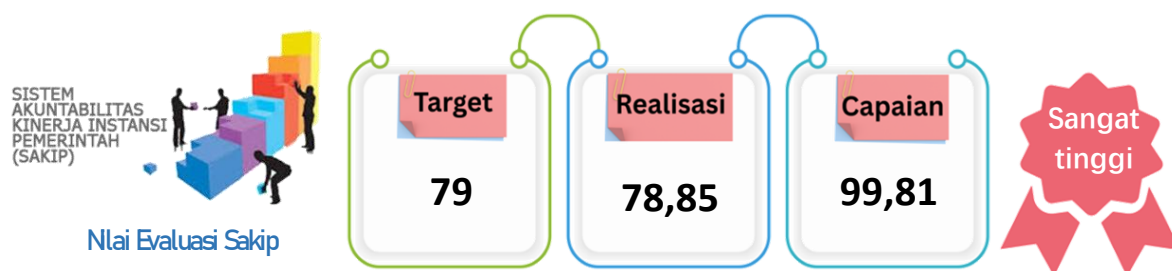 SISTEM
AKUNTABILITAS
KINERJA INSTANSI
PEMERINTAH
(SAKIP)
Nlai Evaluasi Sakip
Target
79
Realisasi
78,85
Capaian
99,81
Sangat
tinggi